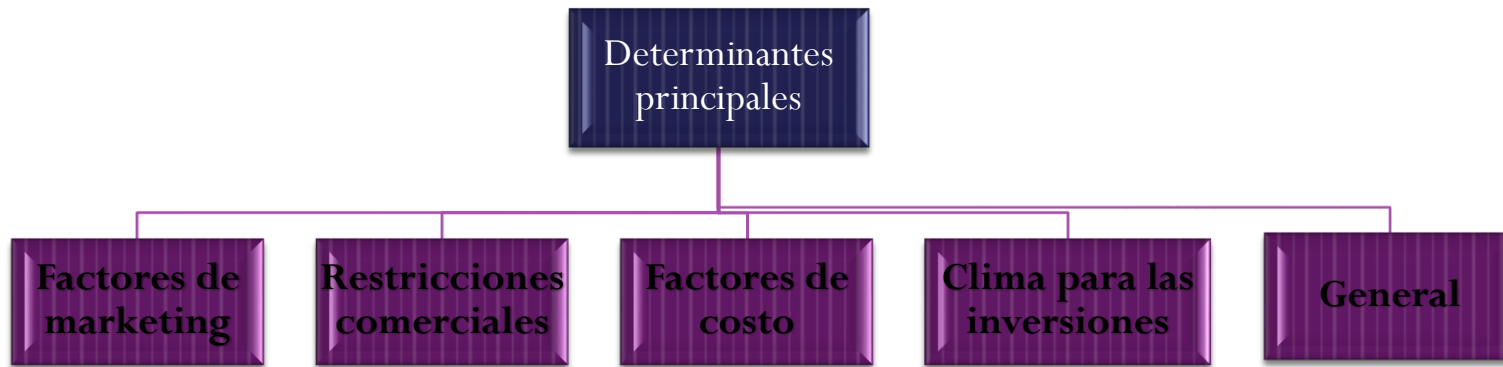 Determinantes
principales
Factores de
marketing
Restricciones
comerciales
Factores de
costo
Clima para las
inversiones
General